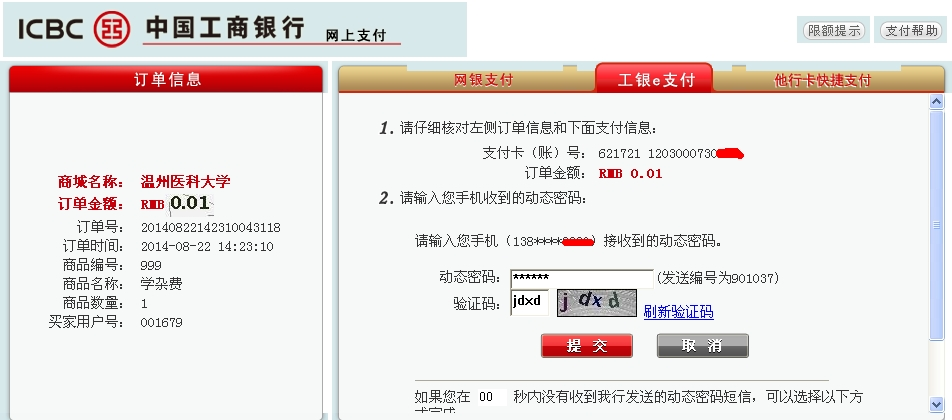 ICBC 中国工商银行 网上支付
限额提示 支付帮助
订单信息
商城名称： 温州医科大学
订单金额： RMB 0.01
订单号： 20140822142310043118
订单时间： 2014-08-22 14:23:10
商品编号： 999
商品名称： 学杂费
商品数量： 1
买家用户号： 001679
网银支付 工银e支付 他行卡快捷支付
1. 请仔细核对左侧订单信息和下面支付信息：
支付卡（账）号： 621721 1203000730
订单金额： RMB 0.01
2. 请输入您手机收到的动态密码：
请输入您手机（138****）接收到的动态密码。
动态密码： ****** (发送编号为901037)
验证码： jdxd jdxd 刷新验证码
提 交 取 消
如果您在 00 秒内没有收到我行发送的动态密码短信，可以选择以下方
式完成